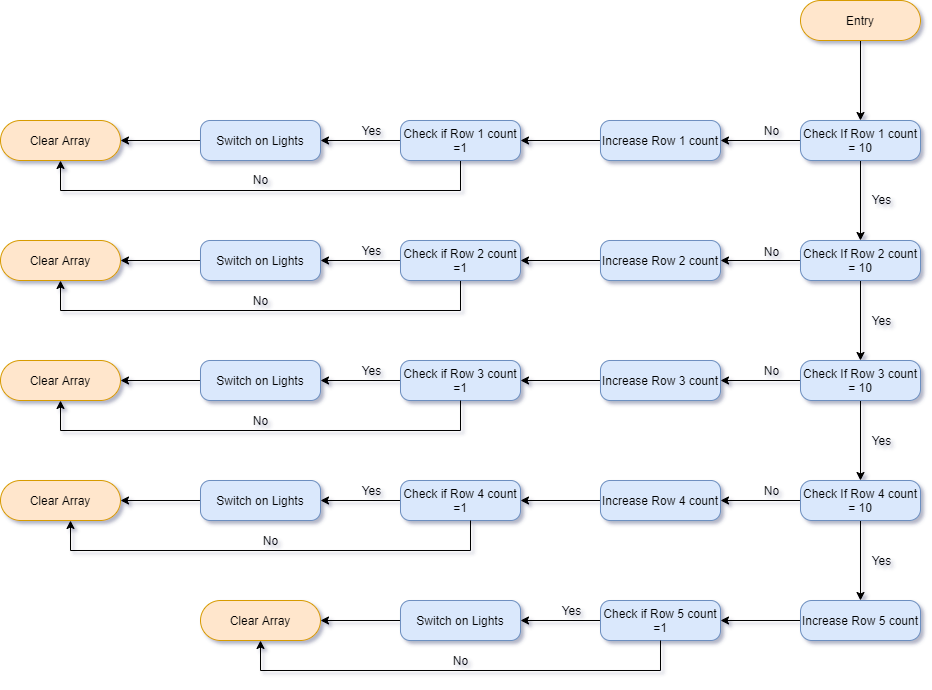 Entry
Clear Array
Switch on Lights
Yes
Check if Row 1 count
=1
Increase Row 1 count
No
Check If Row 1 count
= 10
No
Yes
Clear Array
Switch on Lights
Yes
Check if Row 2 count
=1
Increase Row 2 count
No
Check If Row 2 count
= 10
No
Yes
Clear Array
Switch on Lights
Yes
Check if Row 3 count
=1
Increase Row 3 count
No
Check If Row 3 count
= 10
No
Yes
Clear Array
Switch on Lights
Yes
Check if Row 4 count
=1
Increase Row 4 count
No
Check If Row 4 count
= 10
No
Yes
Clear Array
Switch on Lights
Yes
Check if Row 5 count
=1
Increase Row 5 count
No